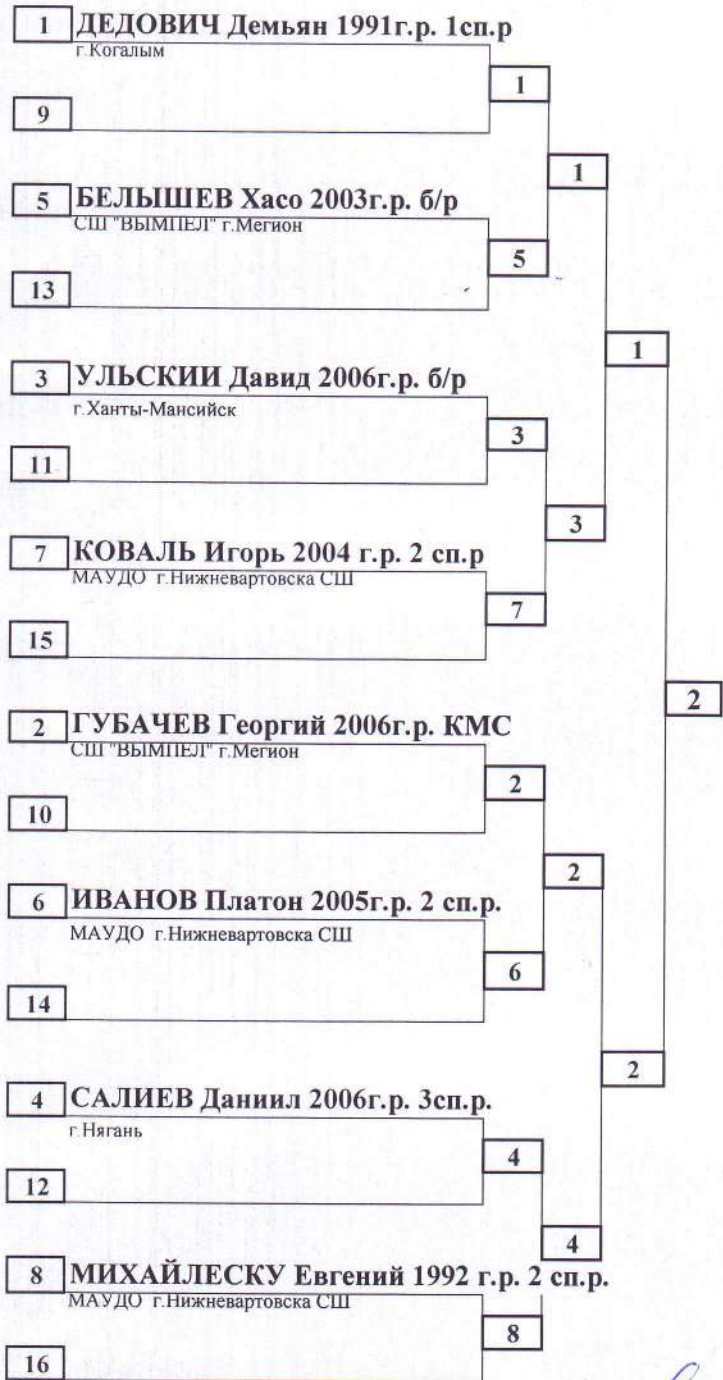 1 ДЕДОВИЧ Демьян 1991г.р. 1сп.р
г.Когалым
1
9
1
5 БЕЛЫШЕВ Хасо 2003г.р. б/р
СШ "ВЫМПЕЛ" г.Мегион
5
13
1
3 УЛЬСКИИ Давид 2006г.р. б/р
г.Ханты-Мансийск
3
11
3
7 КОВАЛЬ Игорь 2004 г.р. 2 сп.р
МАУДО г.Нижневартовска СШ
7
15
2
2 ГУБАЧЕВ Георгий 2006г.р. КМС
СШ "ВЫМПЕЛ" г.Мегион
2
10
2
6 ИВАНОВ Платон 2005г.р. 2 сп.р.
МАУДО г.Нижневартовска СШ
6
14
2
4 САЛИЕВ Даниил 2006г.р. 3сп.р.
г.Нягань
4
12
4
8 МИХАЙЛЕСКУ Евгений 1992 г.р. 2 сп.р.
МАУДО г.Нижневартовска СШ
8
16